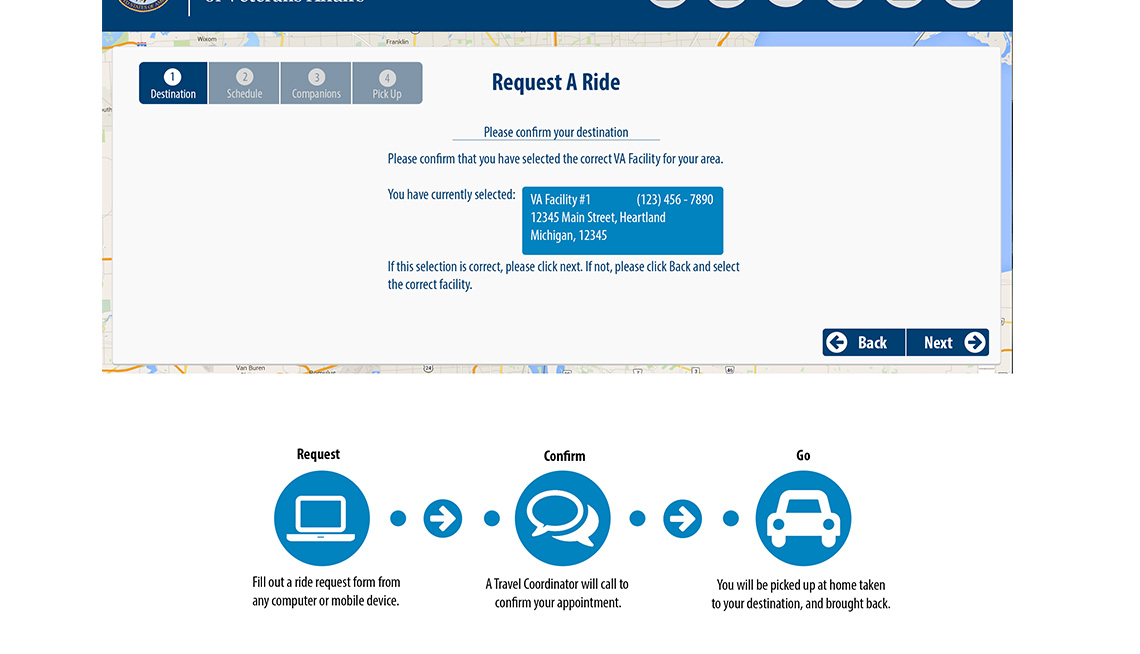 of Veterans Affairs
Wixom
Franklin
1
2
3
4
Destination
Schedule
Companions
Pick Up
Request A Ride
Please confirm your destination
Please confirm that you have selected the correct VA Facility for your area.
You have currently selected:
VA Facility #1 (123) 456 - 7890
12345 Main Street, Heartland
Michigan, 12345
If this selection is correct, please click next. If not, please click Back and select
the correct facility.
Back
Next
Van Buren
Request
Confirm
Go
Fill out a ride request form from
any computer or mobile device.
A Travel Coordinator will call to
confirm your appointment.
You will be picked up at home taken
to your destination, and brought back.